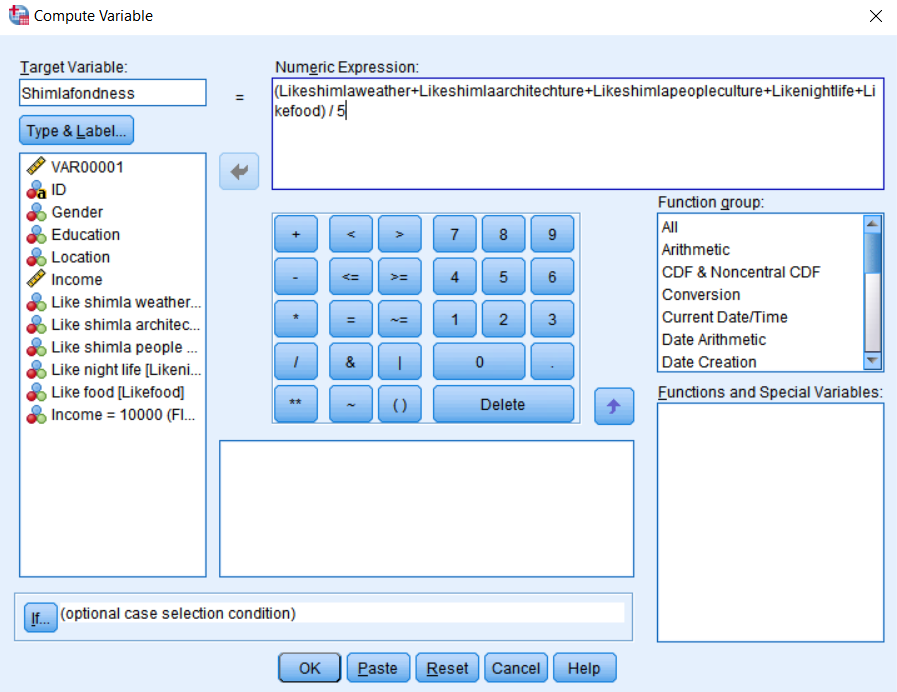 Compute Variable
Target Variable:
Shimlafondness
=
Numeric Expression:
(Likeshimlaweather+Likeshimlaarchitechture+Likeshimlapeopleculture+Likenightlife+Li
kefood) / 5
Type & Label...
VAR00001
ID
Gender
Education
Location
Income
Like shimla weather...
Like shimla architec...
Like shimla people ...
Like night life [Likeni...
Like food [Likefood]
Income = 10000 (FI...
+ < > 7 8 9
- <= >= 4 5 6
* = ~= 1 2 3
/ & | 0 .
** ~ ( ) Delete
Function group:
All
Arithmetic
CDF & Noncentral CDF
Conversion
Current Date/Time
Date Arithmetic
Date Creation
Functions and Special Variables:
If... (optional case selection condition)
OK Paste Reset Cancel Help